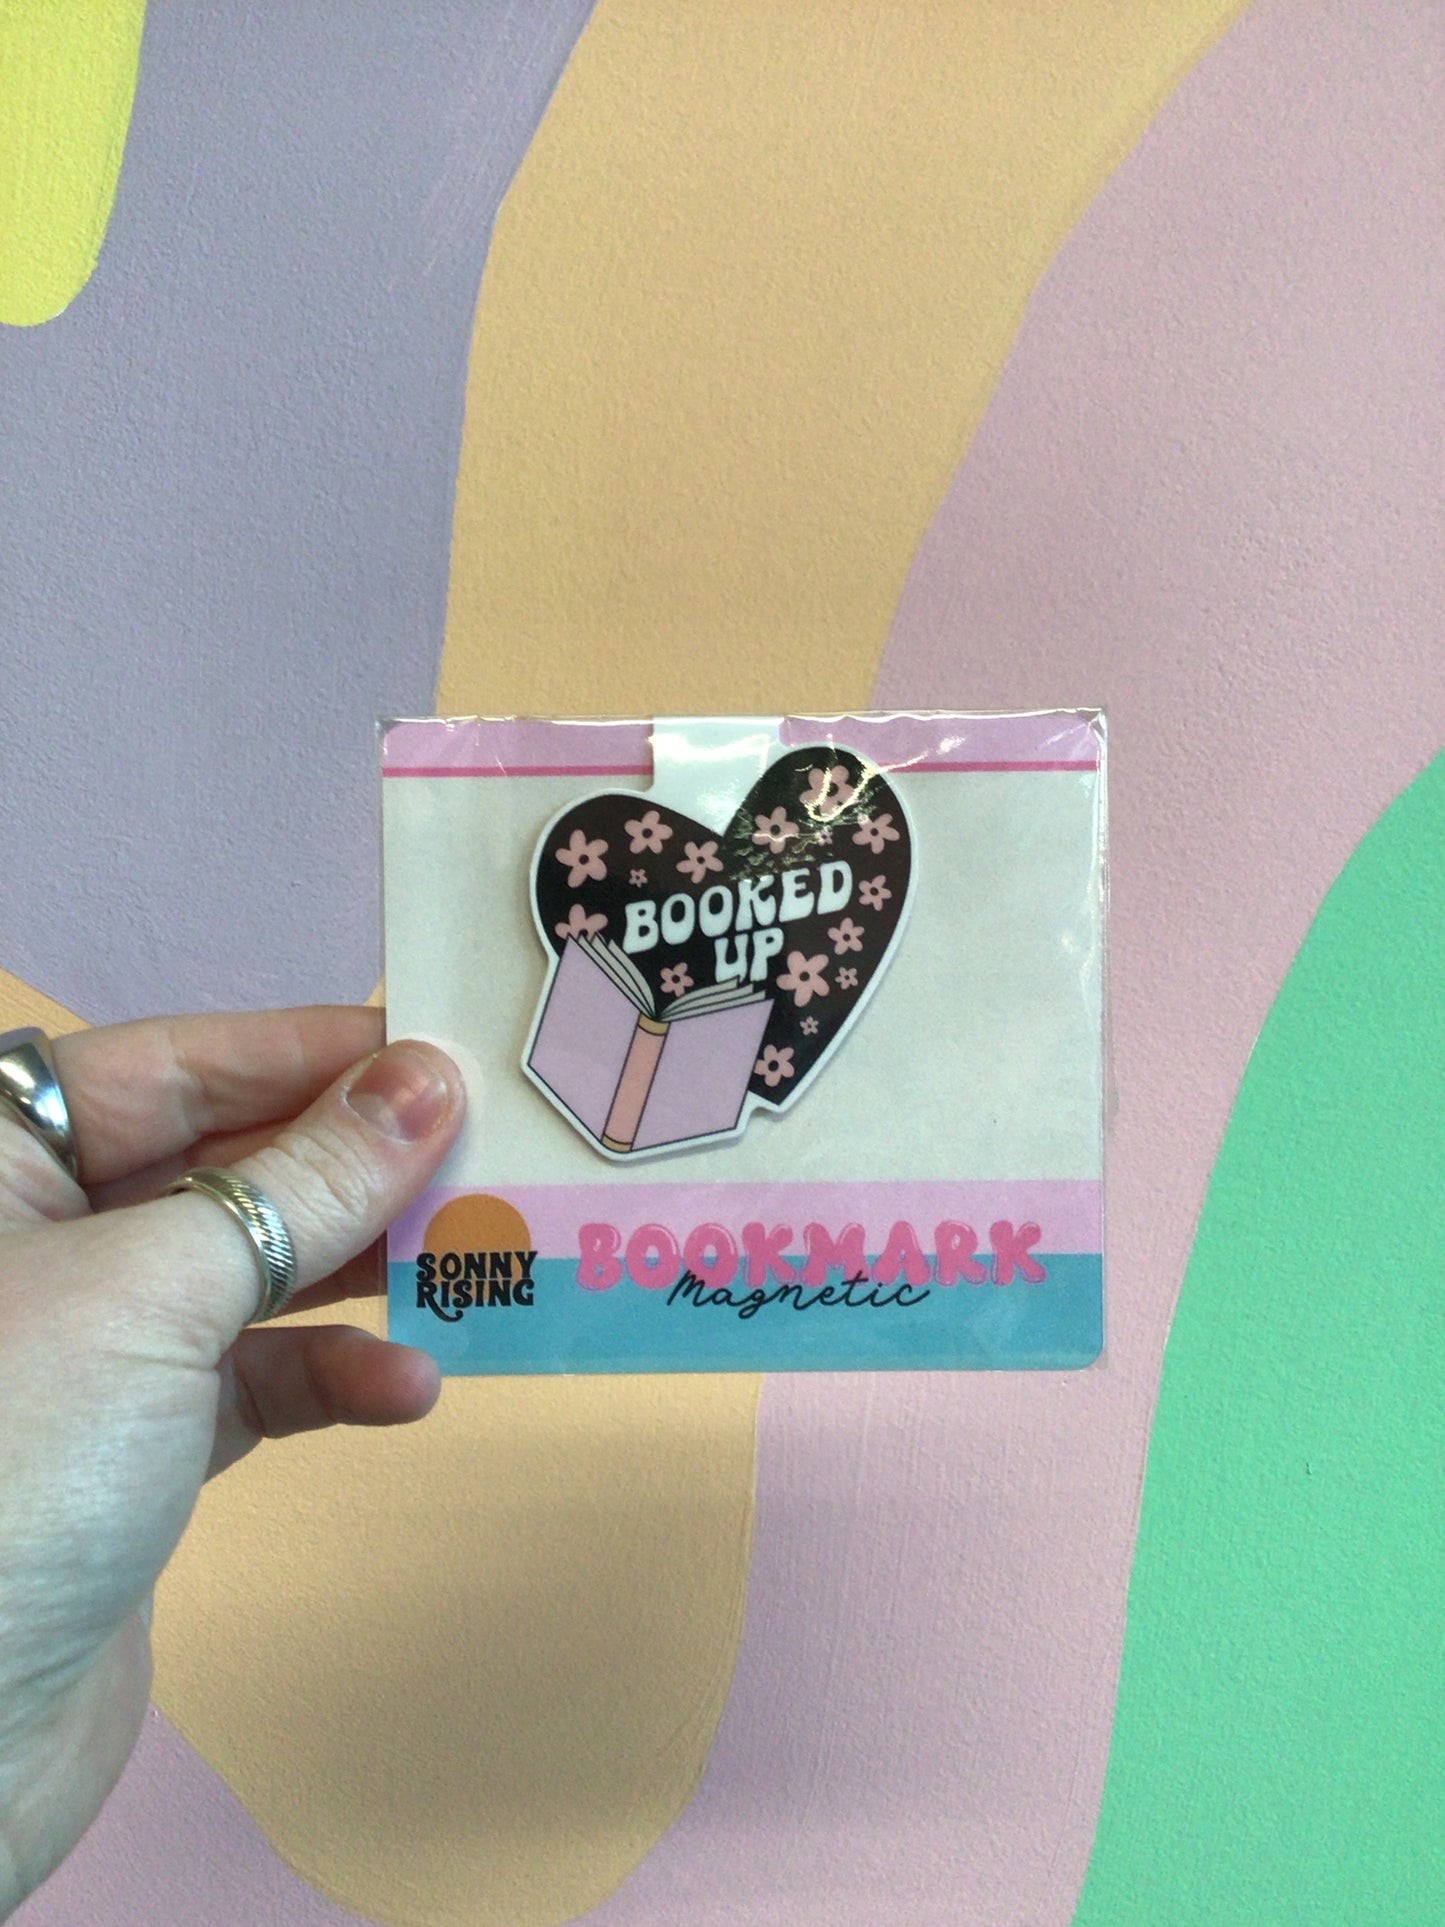 BOOKED
UP
SONNY
RISING
BOOKMARK
Magnetic